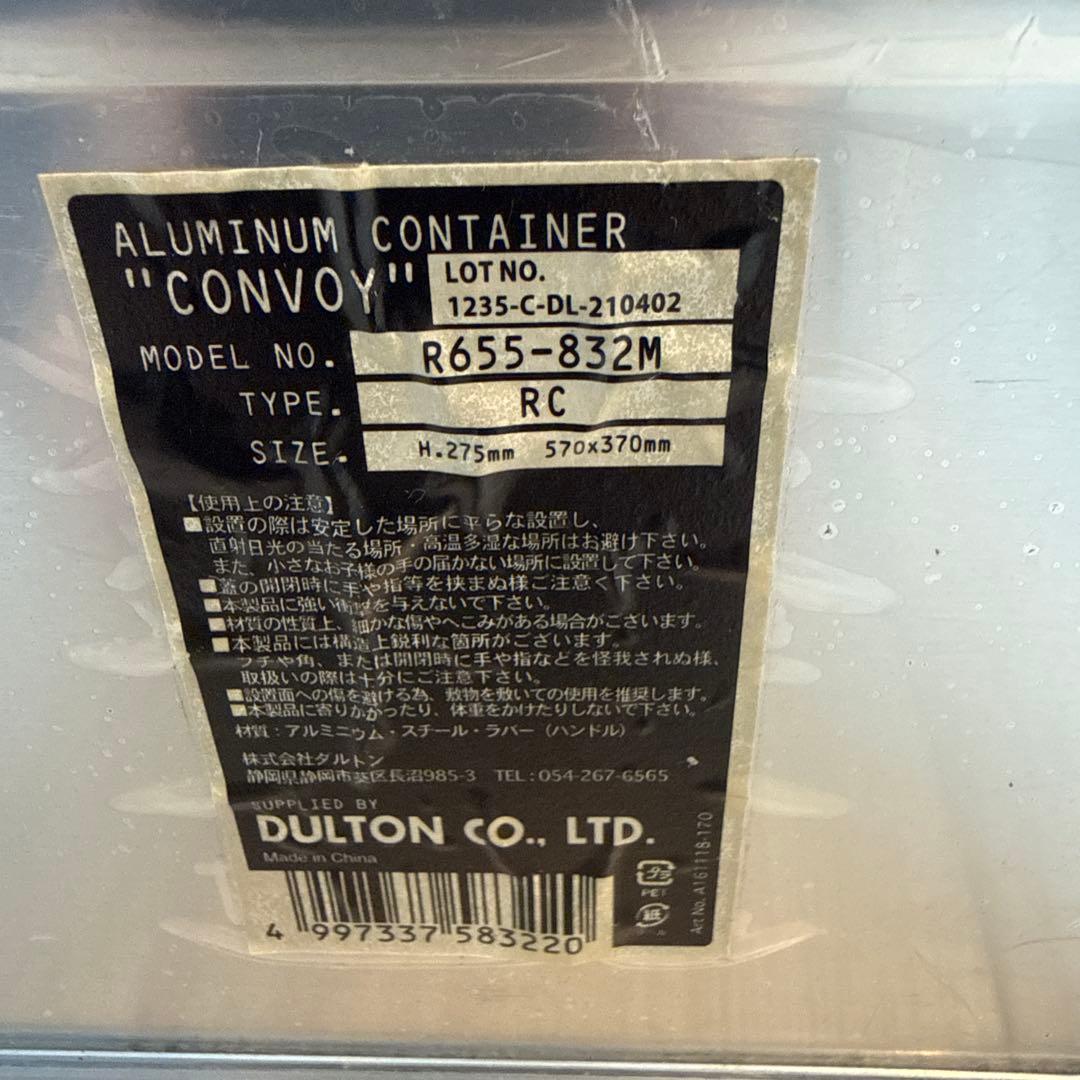 ALUMINUM CONTAINER
"CONVOY"
LOT NO.
1235-C-DL-210402
MODEL NO. R655-832M
TYPE. RC
SIZE. H.275mm 570x370mm
【使用上の注意】
■設置の際は安定した場所に平らな設置し、
直射日光の当たる場所・高温多湿な場所はお避け下さい。
また、小さなお子様の手の届かない場所に設置して下さい。
■蓋の開閉時に手や指等を挟まぬ様ご注意く下さい。
■本製品に強い衝撃を与えないで下さい。
■材質の性質上、細かな傷やへこみがある場合がございます。
■本製品には構造上鋭利な箇所がございます。
フチや角、または開閉時に手や指などを怪我されぬ様、
取扱いの際は十分にご注意下さい。
■設置面への傷を避ける為、敷物を敷いての使用を推奨します。
■本製品に寄りかかったり、体重をかけたりしないで下さい。
材質：アルミニウム・スチール・ラバー（ハンドル）
株式会社ダルトン
静岡県静岡市葵区長沼985-3 TEL:054-267-6565
SUPPLIED BY
DULTON CO., LTD.
Made in China
4 997337 583220
プラ
PET
紙
Art No. A161118-170